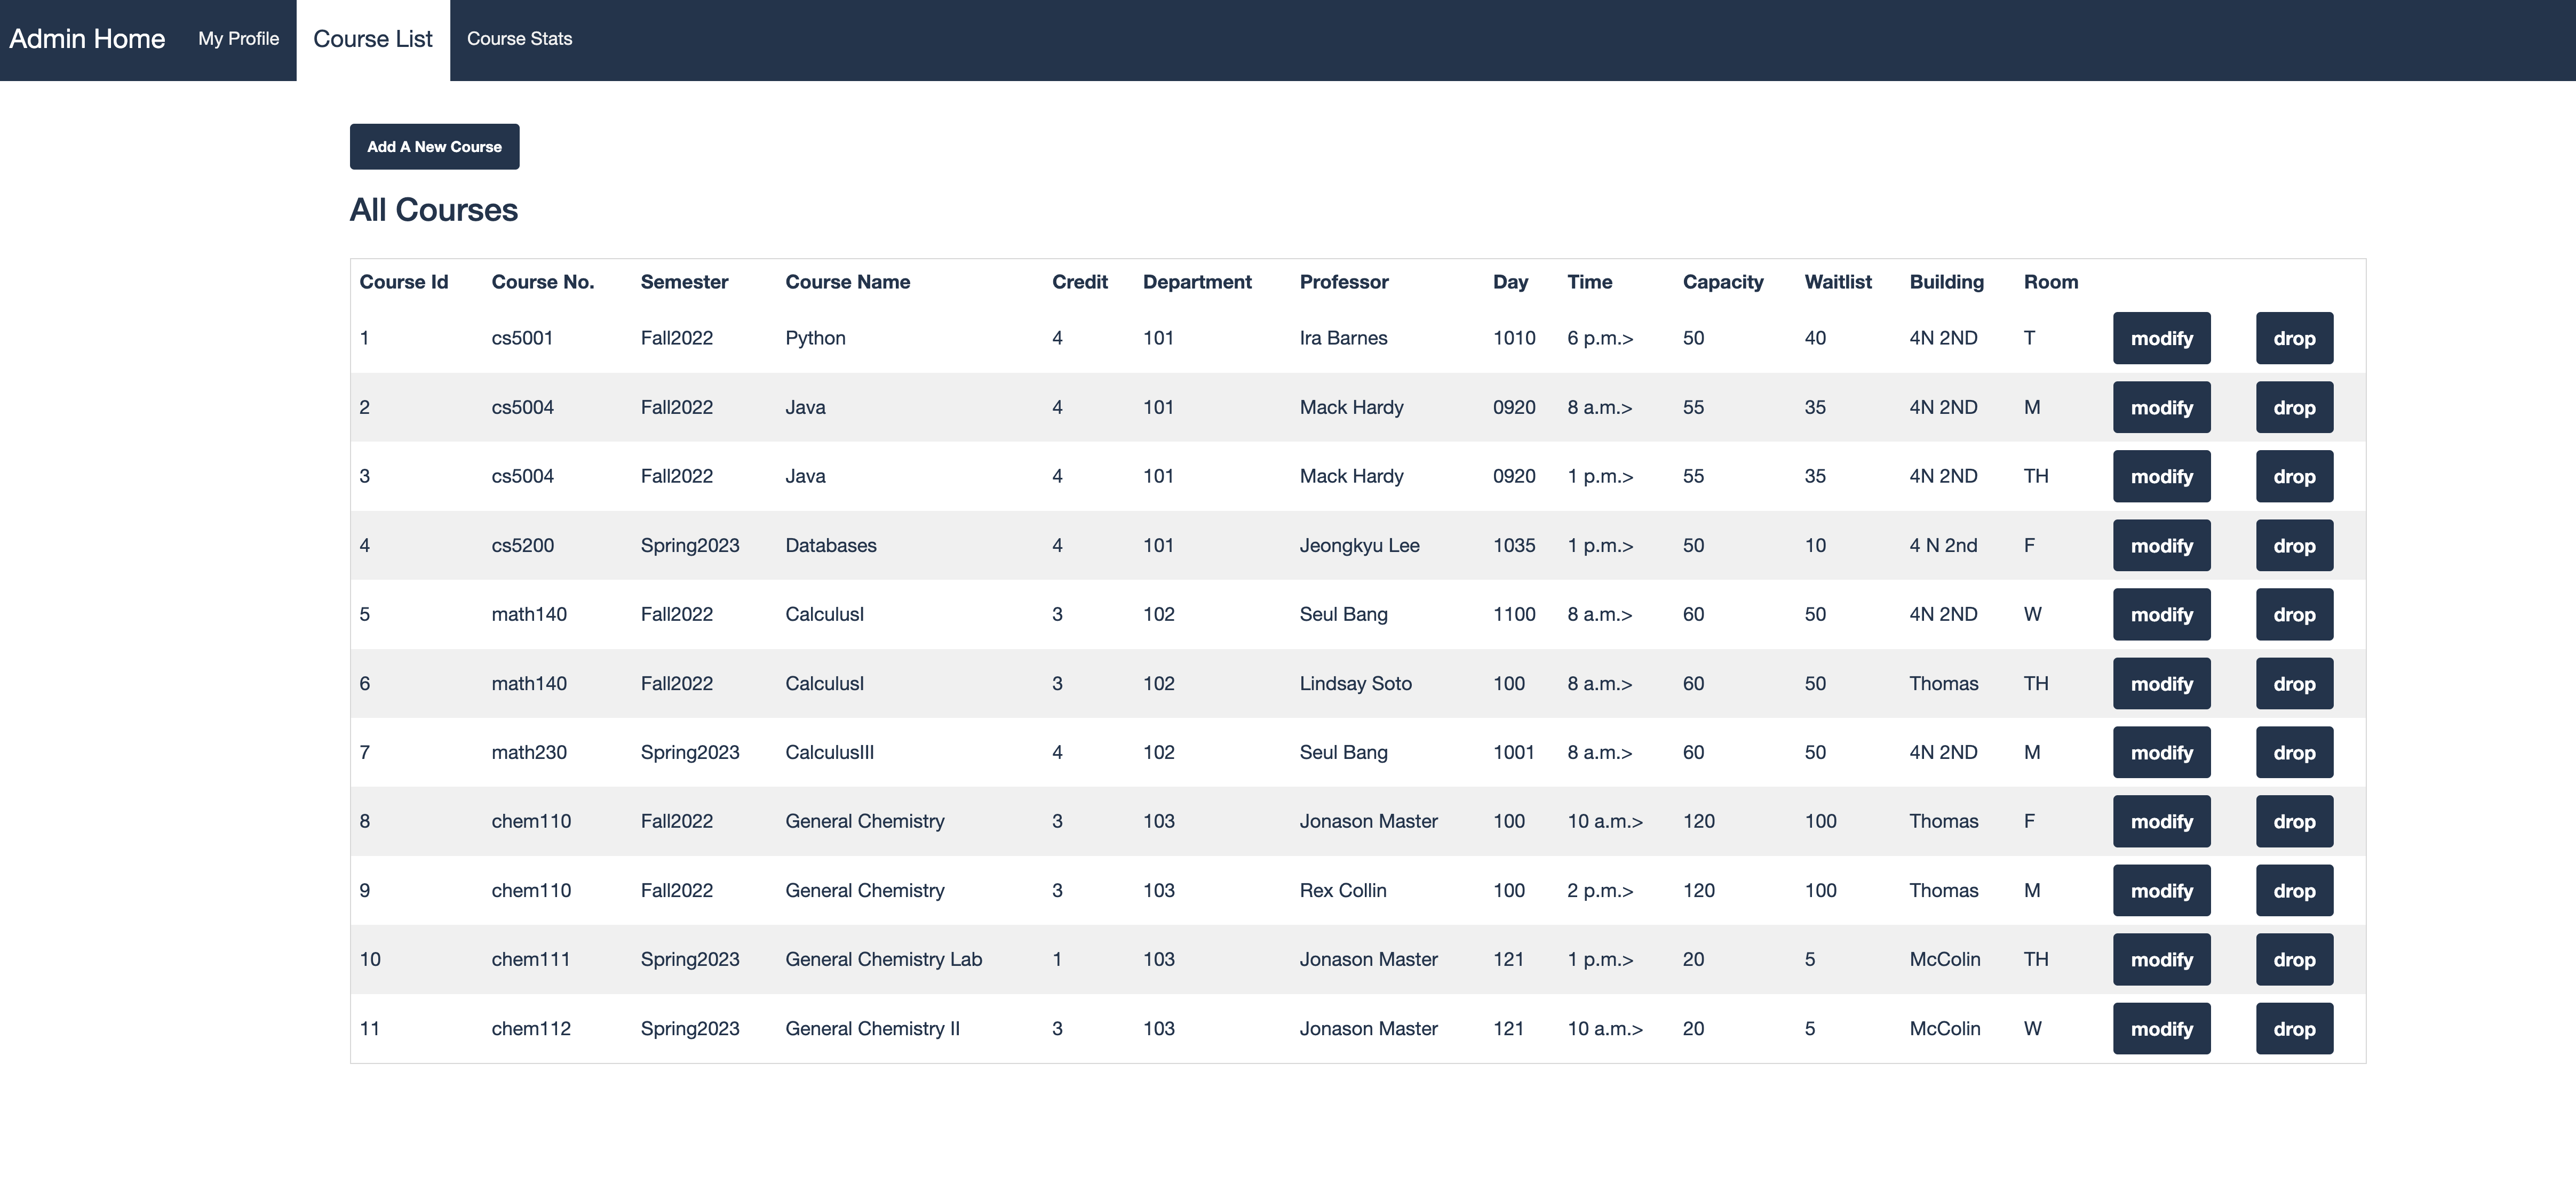 Admin Home My Profile Course List Course Stats
Add A New Course
All Courses
Course Id Course No. Semester Course Name Credit Department Professor Day Time Capacity Waitlist Building Room
1 cs5001 Fall2022 Python 4 101 Ira Barnes 1010 6 p.m.> 50 40 4N 2ND T modify drop
2 cs5004 Fall2022 Java 4 101 Mack Hardy 0920 8 a.m.> 55 35 4N 2ND M modify drop
3 cs5004 Fall2022 Java 4 101 Mack Hardy 0920 1 p.m.> 55 35 4N 2ND TH modify drop
4 cs5200 Spring2023 Databases 4 101 Jeongkyu Lee 1035 1 p.m.> 50 10 4 N 2nd F modify drop
5 math140 Fall2022 CalculusI 3 102 Seul Bang 1100 8 a.m.> 60 50 4N 2ND W modify drop
6 math140 Fall2022 CalculusI 3 102 Lindsay Soto 100 8 a.m.> 60 50 Thomas TH modify drop
7 math230 Spring2023 CalculusIII 4 102 Seul Bang 1001 8 a.m.> 60 50 4N 2ND M modify drop
8 chem110 Fall2022 General Chemistry 3 103 Jonason Master 100 10 a.m.> 120 100 Thomas F modify drop
9 chem110 Fall2022 General Chemistry 3 103 Rex Collin 100 2 p.m.> 120 100 Thomas M modify drop
10 chem111 Spring2023 General Chemistry Lab 1 103 Jonason Master 121 1 p.m.> 20 5 McColin TH modify drop
11 chem112 Spring2023 General Chemistry II 3 103 Jonason Master 121 10 a.m.> 20 5 McColin W modify drop